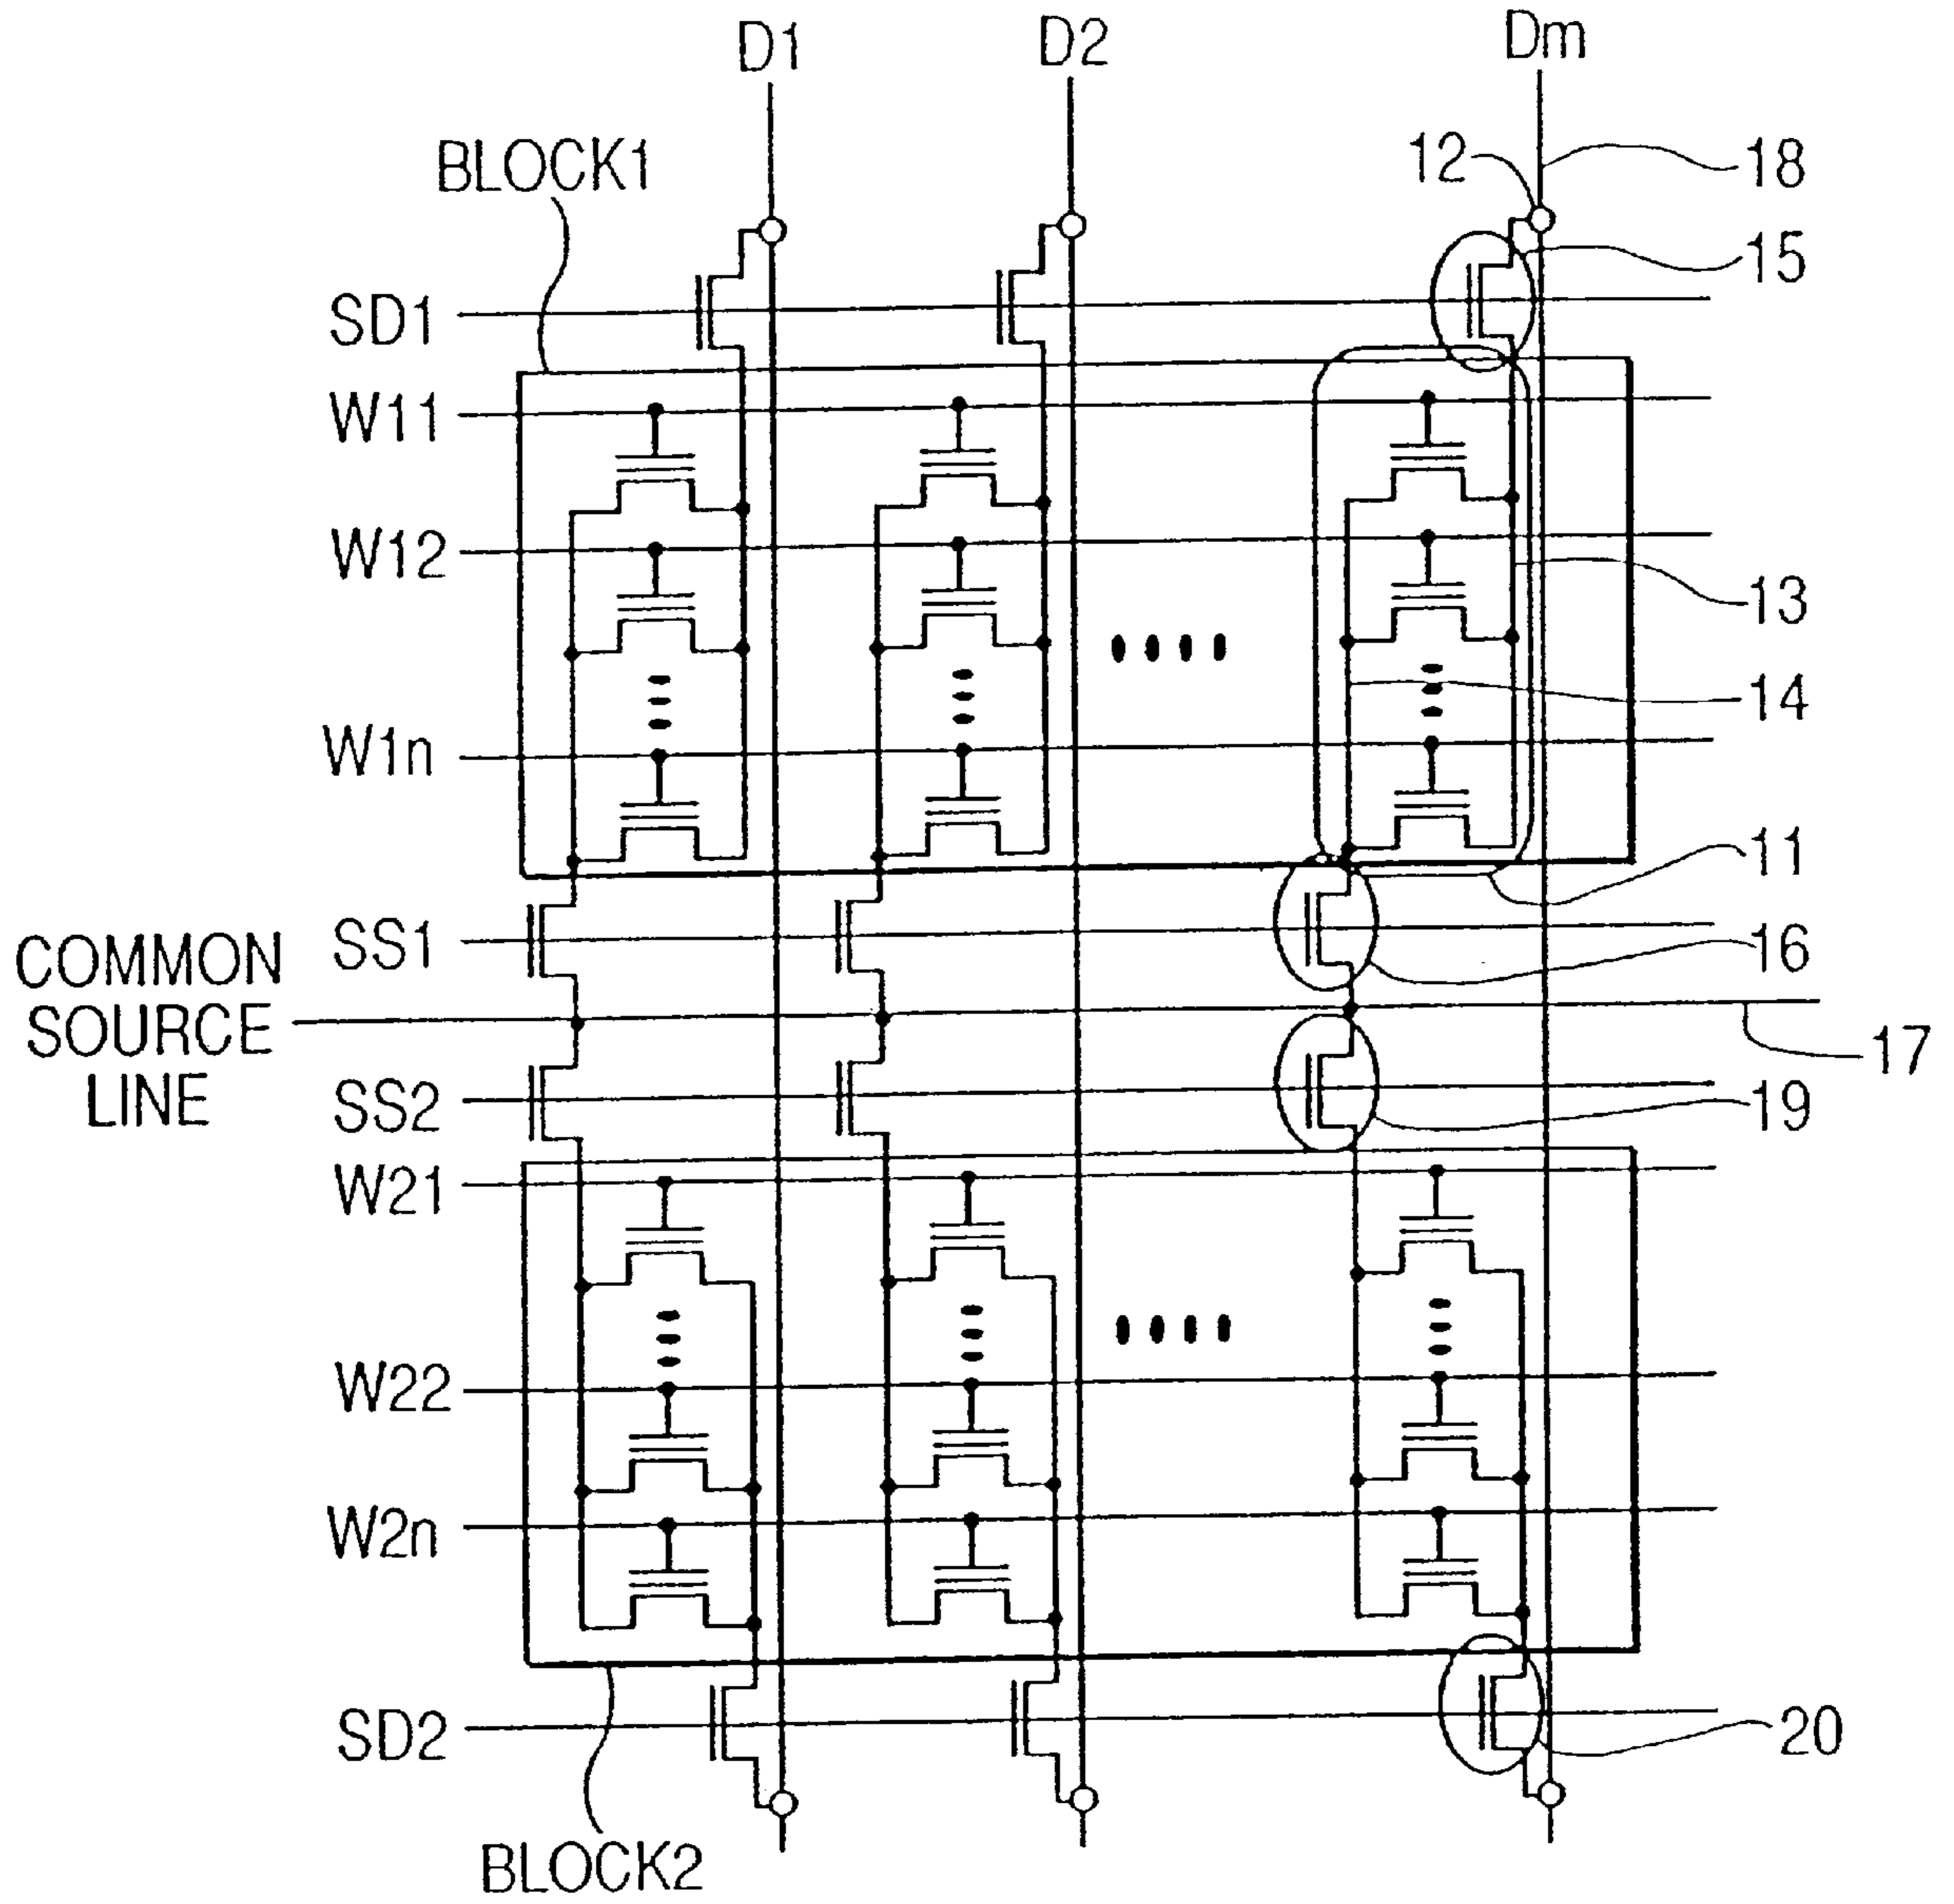 D1 D2 Dm
BLOCK1
12
18
15
SD1
W11
W12
13
14
W1n
11
SS1
16
COMMON
SOURCE
LINE
17
SS2
19
W21
W22
W2n
SD2
20
BLOCK2